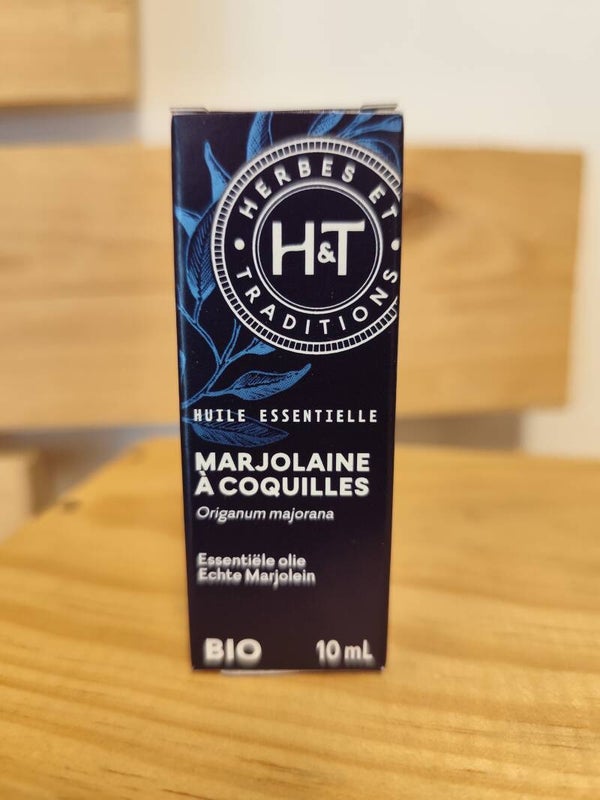 HERBES ET
H&T
TRADITIONS
HUILE ESSENTIELLE
MARJOLAINE
À COQUILLES
Origanum majorana
Essentiële olie
Echte Marjolein
BIO 10 mL